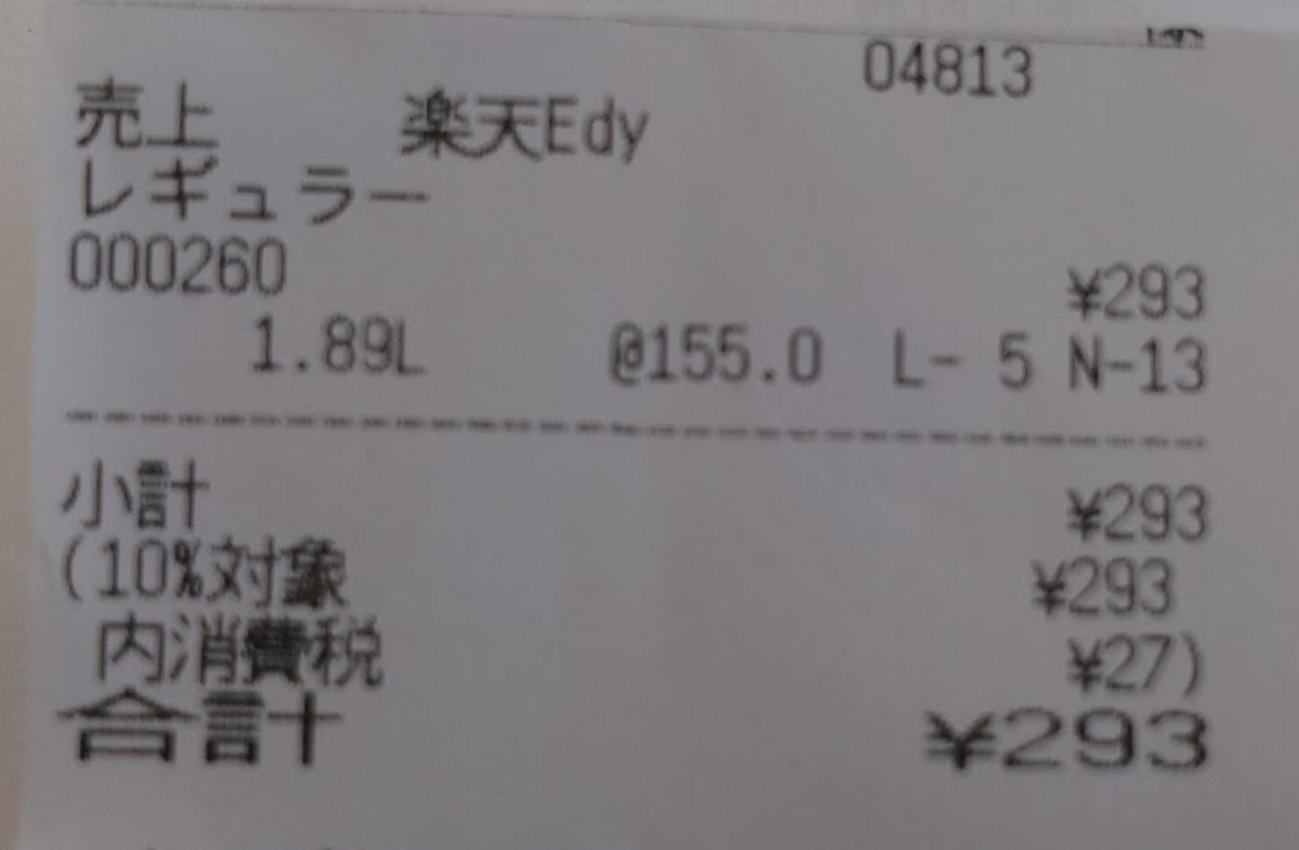 04813
売上 楽天Edy
レギュラー
000260 ¥293
1.89L @155.0 L- 5 N-13
小計 ¥293
(10%対象 ¥293
内消費税 ¥27)
合計 ¥293